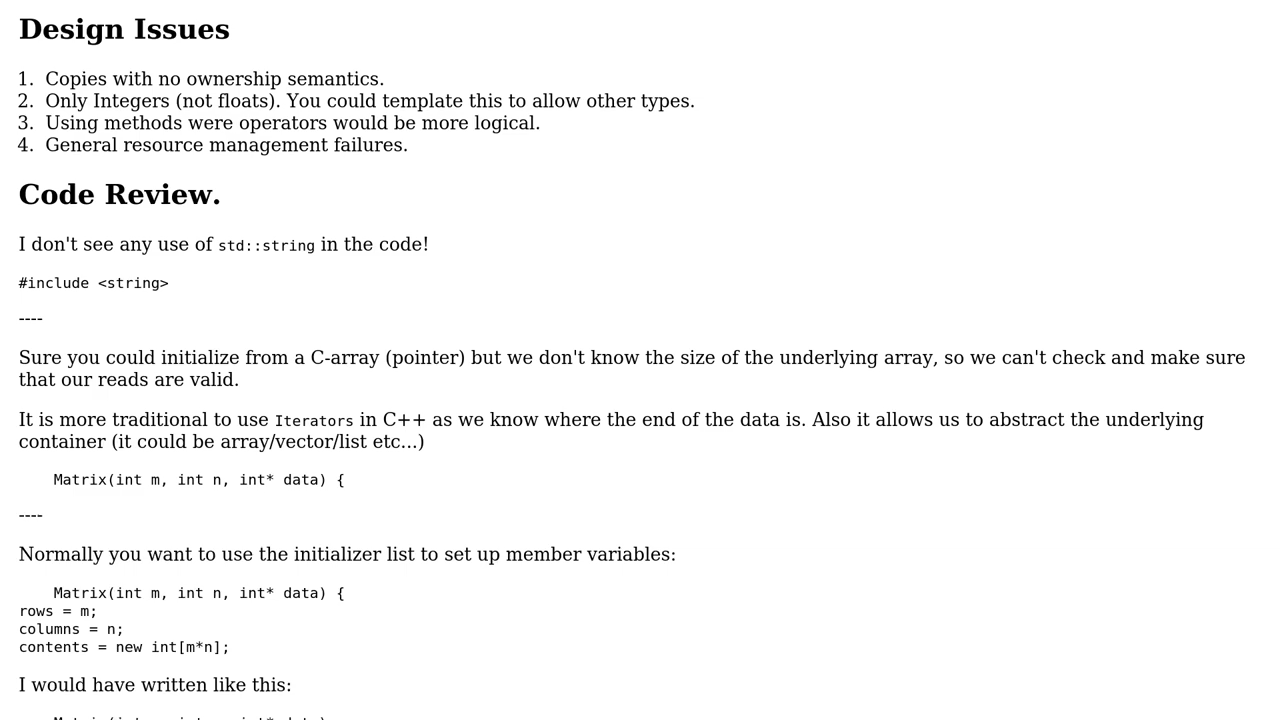 Design Issues
1. Copies with no ownership semantics.
2. Only Integers (not floats). You could template this to allow other types.
3. Using methods were operators would be more logical.
4. General resource management failures.
Code Review.
I don't see any use of std::string in the code!
#include <string>
----
Sure you could initialize from a C-array (pointer) but we don't know the size of the underlying array, so we can't check and make sure
that our reads are valid.
It is more traditional to use Iterators in C++ as we know where the end of the data is. Also it allows us to abstract the underlying
container (it could be array/vector/list etc...)
    Matrix(int m, int n, int* data) {
----
Normally you want to use the initializer list to set up member variables:
    Matrix(int m, int n, int* data) {
rows = m;
columns = n;
contents = new int[m*n];
I would have written like this: